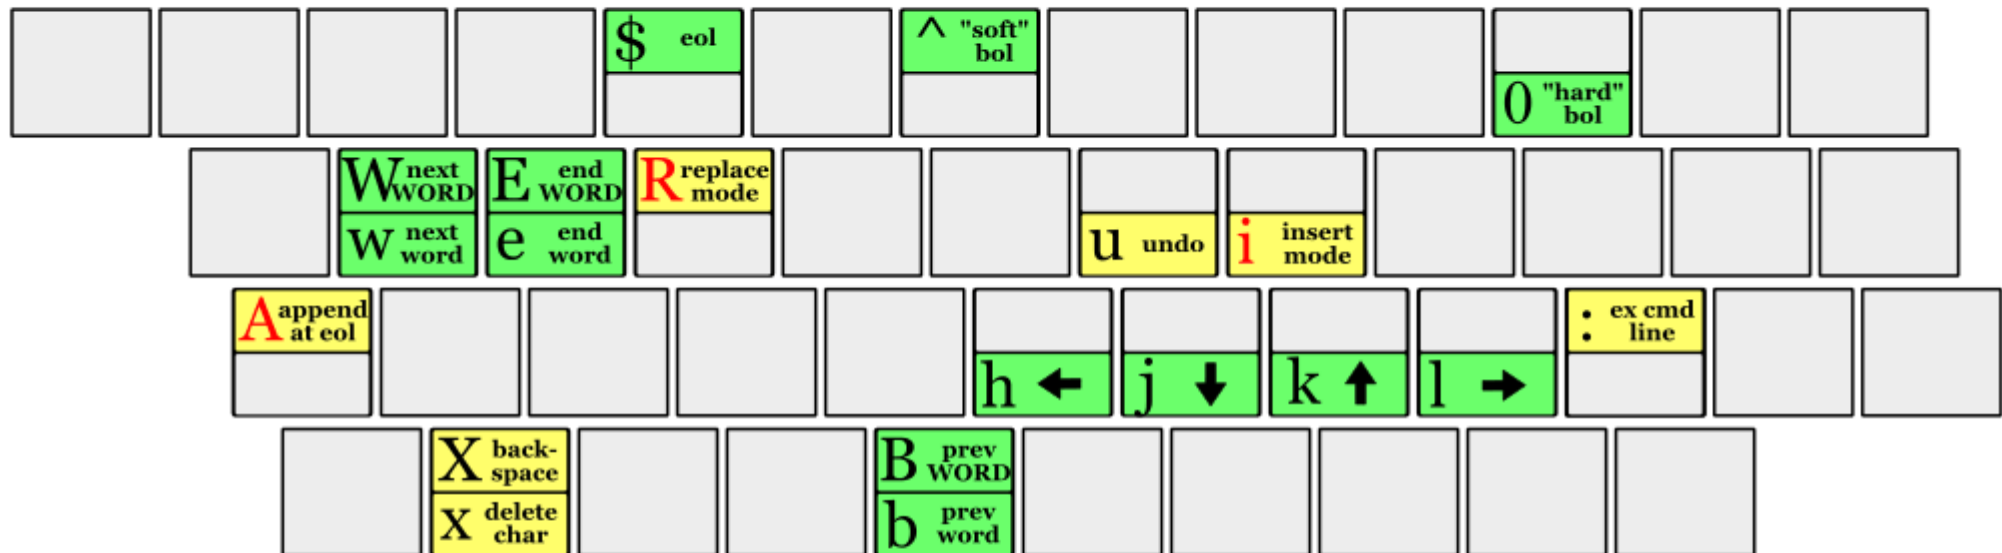 $ eol ^ "soft" bol
0 "hard" bol
W next WORD E end WORD R replace mode
w next word e end word u undo i insert mode
A append at eol : ex cmd line
h ← j ↓ k ↑ l →
X back-space B prev WORD
x delete char b prev word